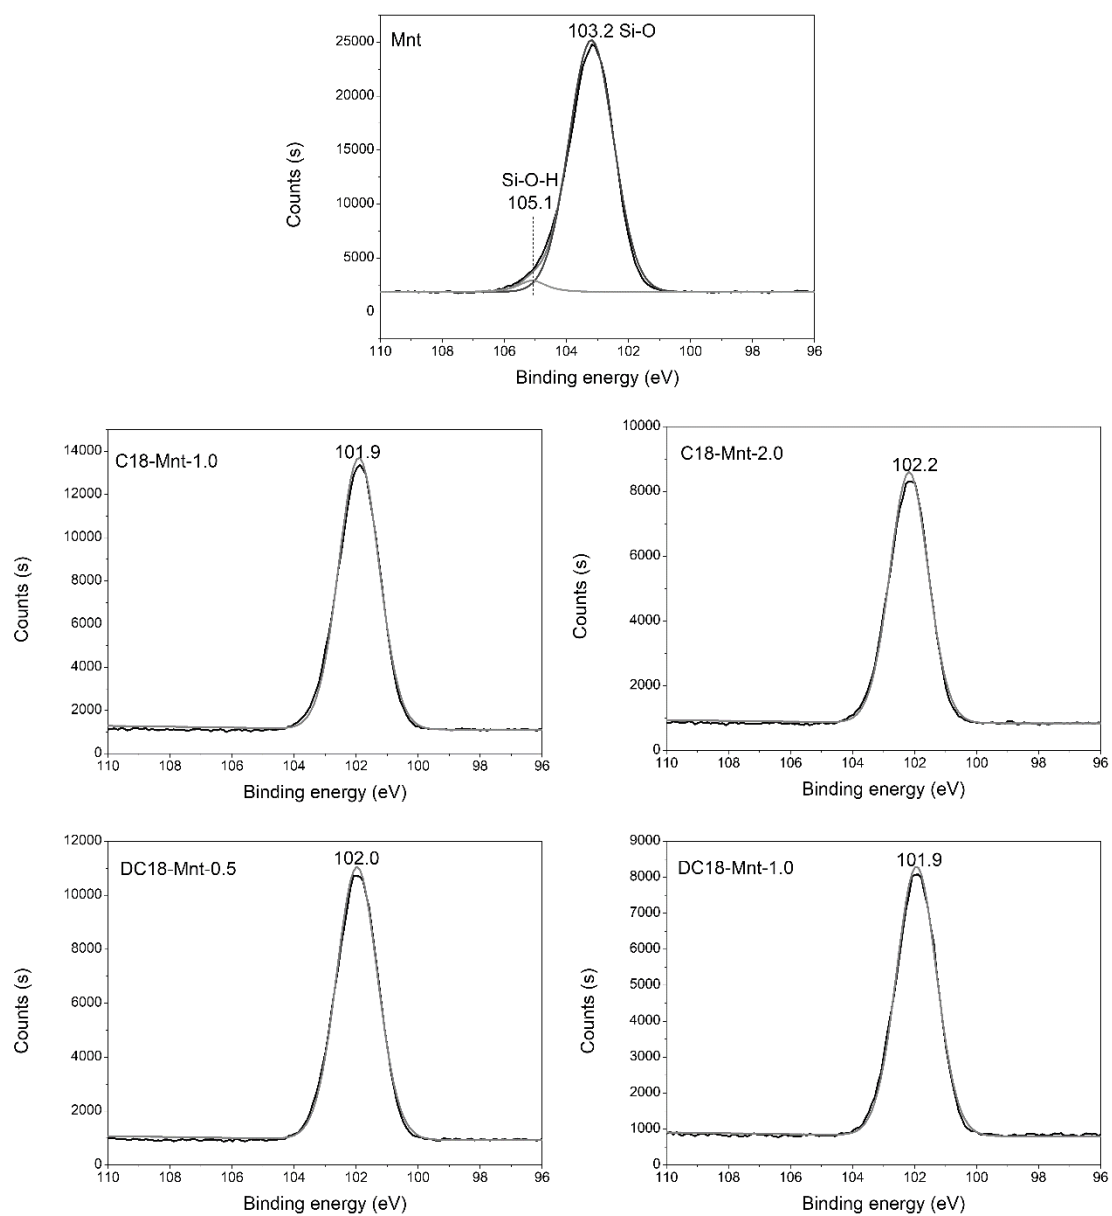 Mnt
103.2 Si-O
Si-O-H
105.1
25000
20000
15000
10000
5000
0
Counts (s)
110 108 106 104 102 100 98 96
Binding energy (eV)
C18-Mnt-1.0
101.9
14000
12000
10000
8000
6000
4000
2000
0
Counts (s)
110 108 106 104 102 100 98 96
Binding energy (eV)
C18-Mnt-2.0
102.2
10000
8000
6000
4000
2000
0
Counts (s)
110 108 106 104 102 100 98 96
Binding energy (eV)
DC18-Mnt-0.5
102.0
12000
10000
8000
6000
4000
2000
0
Counts (s)
110 108 106 104 102 100 98 96
Binding energy (eV)
DC18-Mnt-1.0
101.9
9000
8000
7000
6000
5000
4000
3000
2000
1000
0
Counts (s)
110 108 106 104 102 100 98 96
Binding energy (eV)